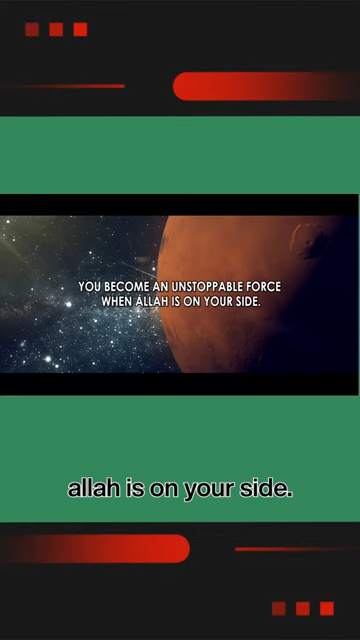 YOU BECOME AN UNSTOPPABLE FORCE
WHEN ALLAH IS ON YOUR SIDE.
allah is on your side.